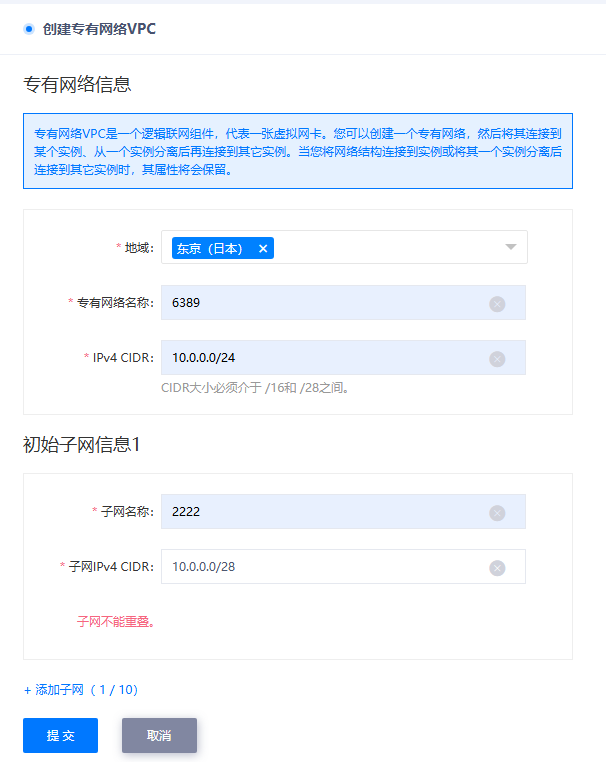 创建专有网络VPC
专有网络信息
专有网络VPC是一个逻辑联网组件，代表一张虚拟网卡。您可以创建一个专有网络，然后将其连接到
某个实例、从一个实例分离后再连接到其它实例。当您将网络结构连接到实例或将其一个实例分离后
连接到其它实例时，其属性将会保留。
* 地域： 东京（日本） ×
* 专有网络名称： 6389
* IPv4 CIDR： 10.0.0.0/24
CIDR大小必须介于 /16和 /28之间。
初始子网信息1
* 子网名称： 2222
* 子网IPv4 CIDR： 10.0.0.0/28
子网不能重叠。
+ 添加子网（ 1 / 10）
提 交 取消